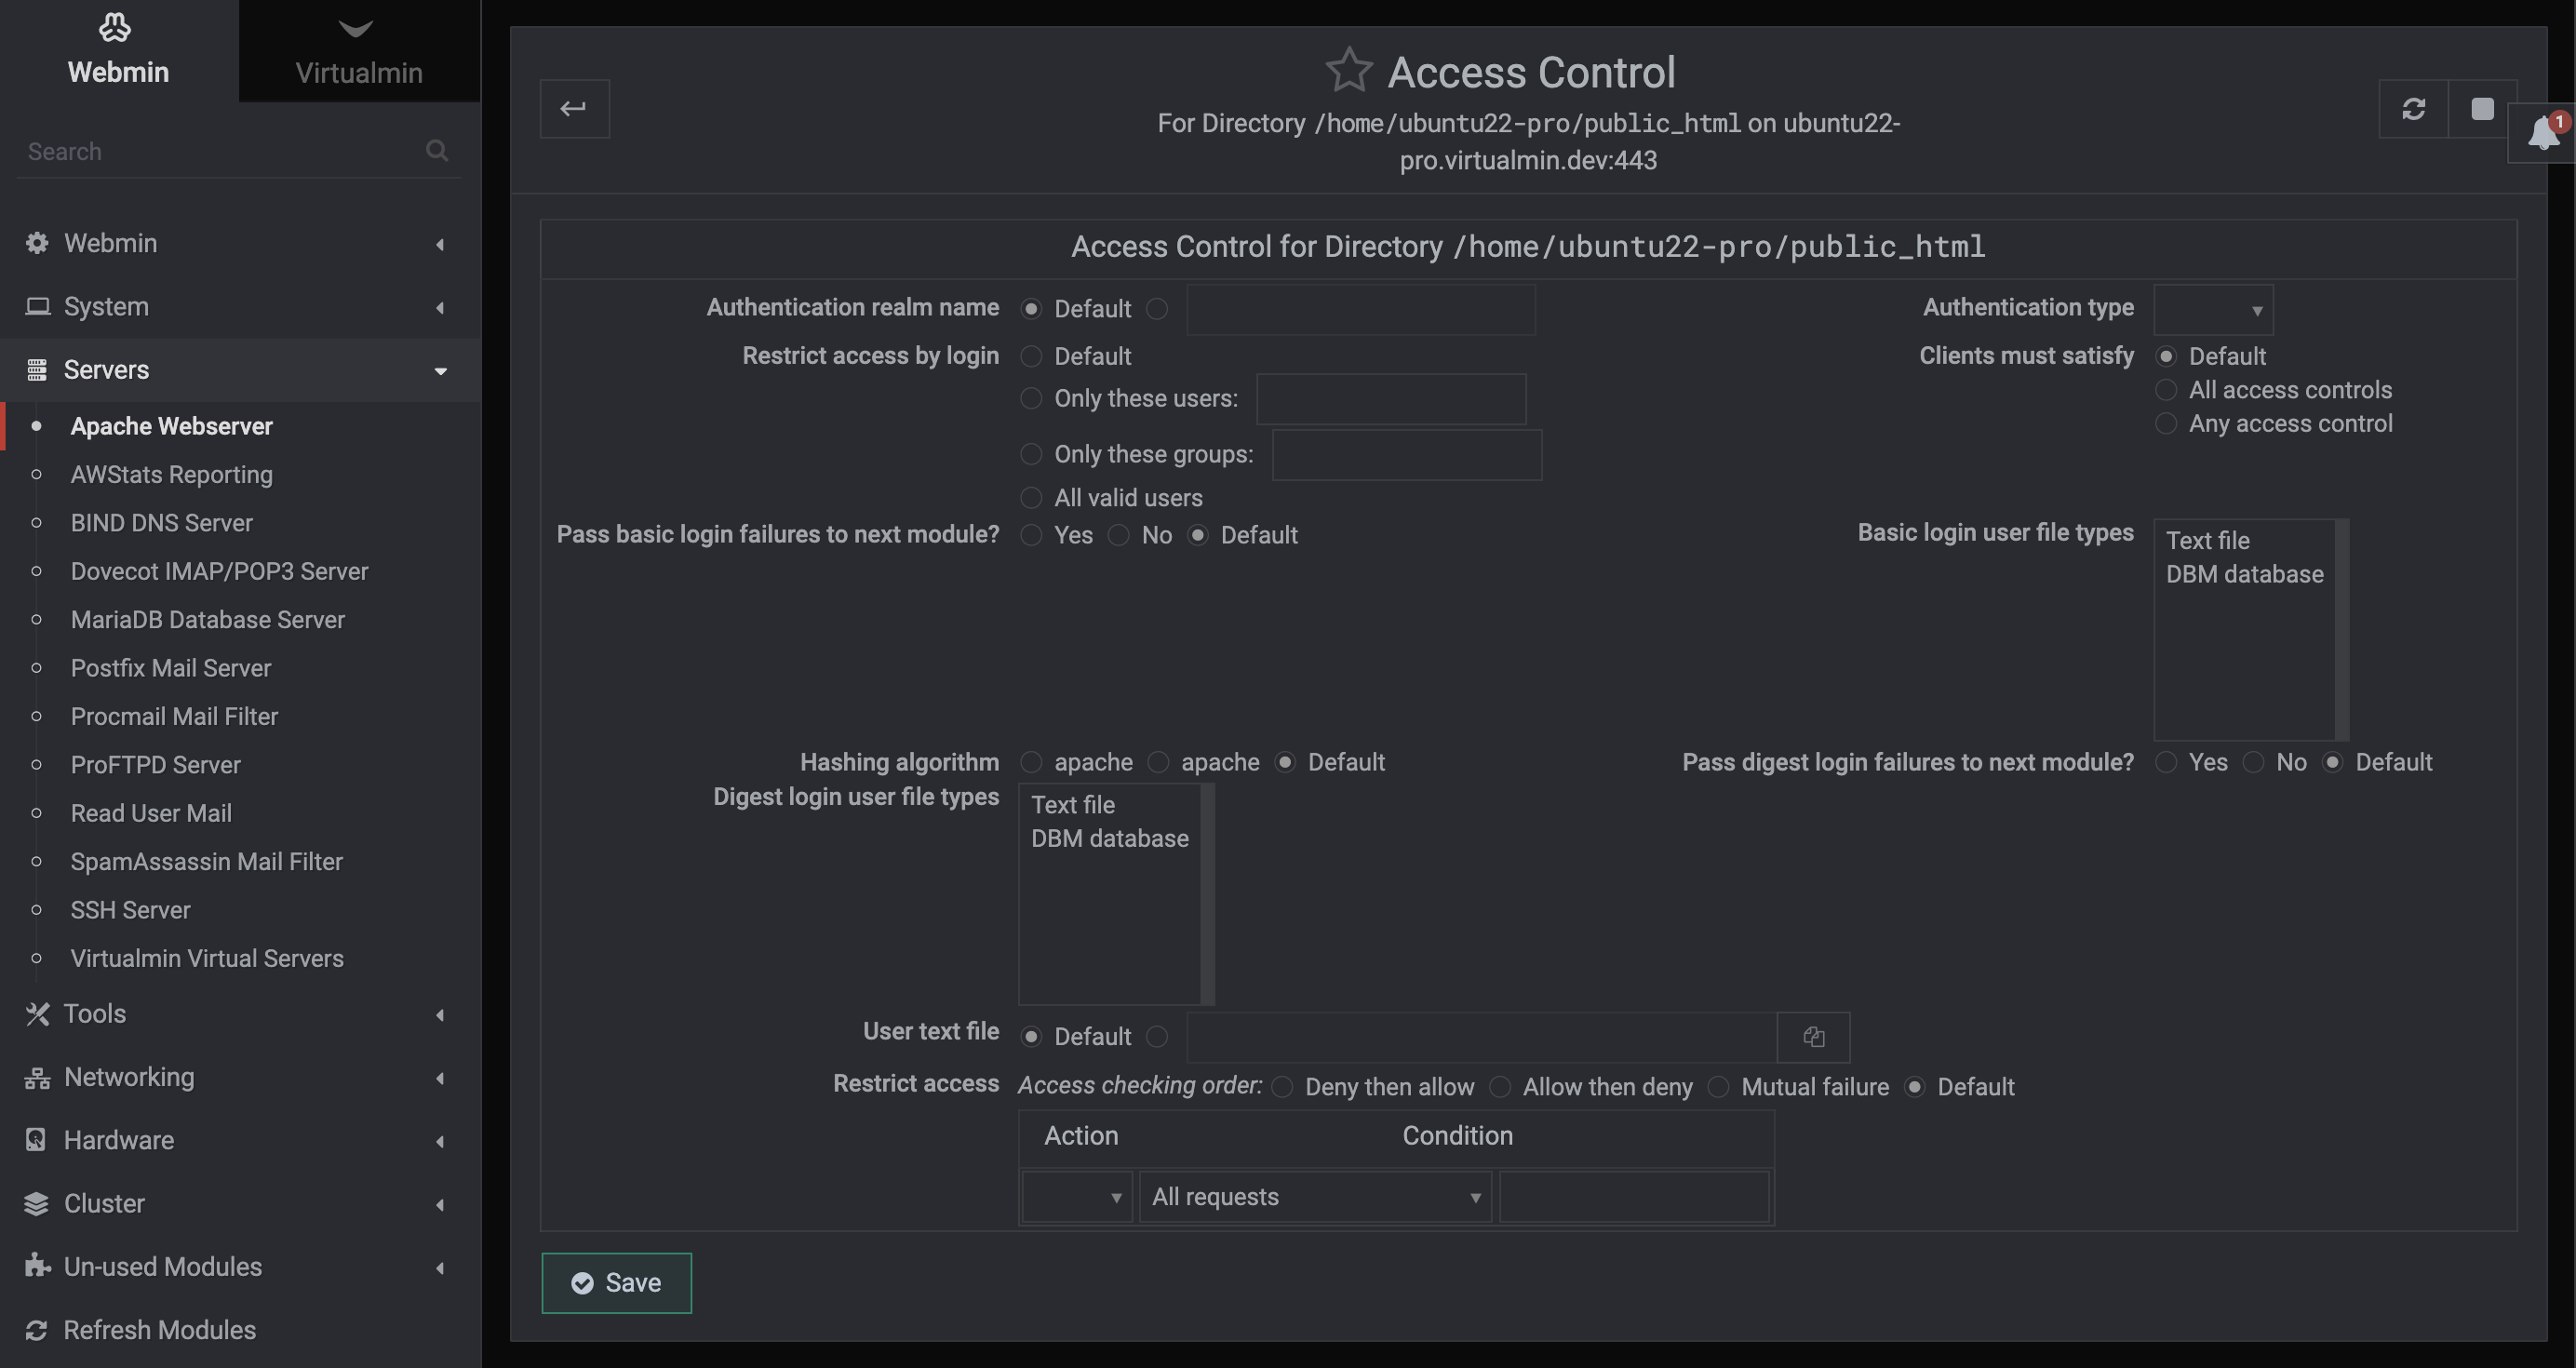 Webmin
Virtualmin
Search
Webmin
System
Servers
Apache Webserver
AWStats Reporting
BIND DNS Server
Dovecot IMAP/POP3 Server
MariaDB Database Server
Postfix Mail Server
Procmail Mail Filter
ProFTPD Server
Read User Mail
SpamAssassin Mail Filter
SSH Server
Virtualmin Virtual Servers
Tools
Networking
Hardware
Cluster
Un-used Modules
Refresh Modules
Access Control
For Directory /home/ubuntu22-pro/public_html on ubuntu22-
pro.virtualmin.dev:443
1
Access Control for Directory /home/ubuntu22-pro/public_html
Authentication realm name Default
Authentication type
Restrict access by login Default
Only these users:
Only these groups:
All valid users
Clients must satisfy Default
All access controls
Any access control
Pass basic login failures to next module? Yes No Default
Basic login user file types Text file
DBM database
Hashing algorithm apache apache Default
Pass digest login failures to next module? Yes No Default
Digest login user file types Text file
DBM database
User text file Default
Restrict access Access checking order: Deny then allow Allow then deny Mutual failure Default
Action Condition
All requests
Save